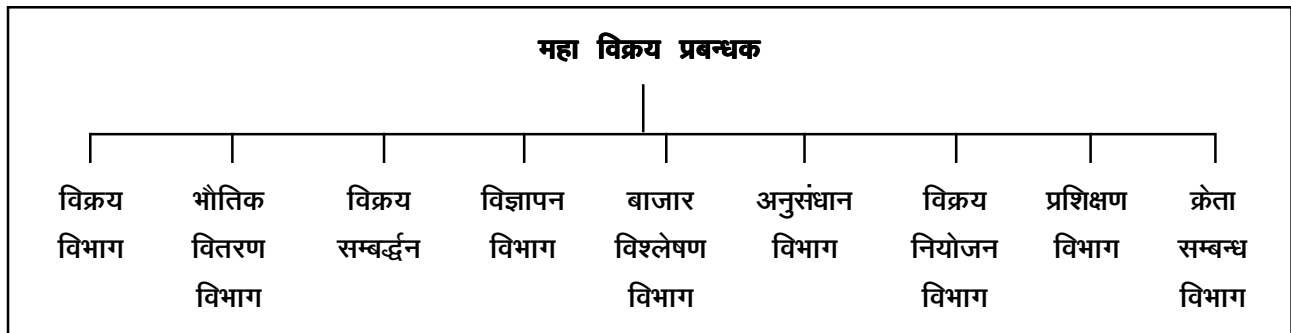 महा विक्रय प्रबन्धक
विक्रय भौतिक विक्रय विज्ञापन बाजार अनुसंधान विक्रय प्रशिक्षण क्रेता
विभाग वितरण सम्बर्द्धन विभाग विश्लेषण विभाग नियोजन विभाग सम्बन्ध
विभाग विभाग विभाग विभाग